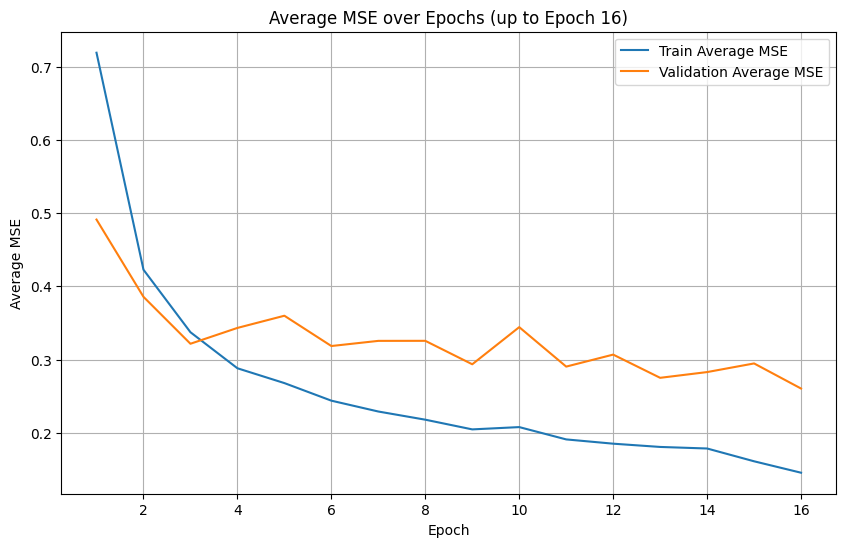 Average MSE over Epochs (up to Epoch 16)
Train Average MSE
Validation Average MSE
Average MSE
0.7
0.6
0.5
0.4
0.3
0.2
2 4 6 8 10 12 14 16
Epoch